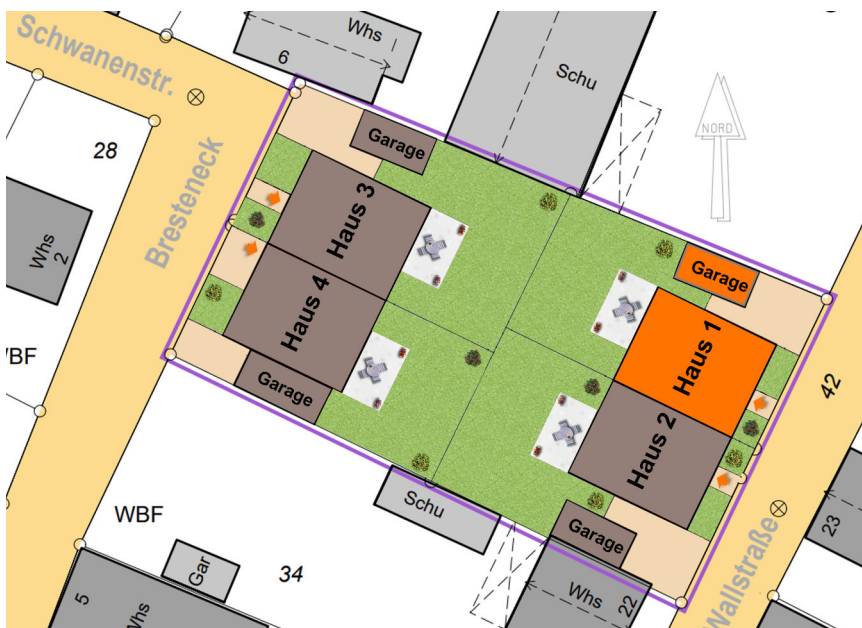 Schwanenstr.
6
Whs
Schu
NORD
28
Bresteneck
Garage
Haus 3
Whs
2
Haus 4
Garage
Garage
Haus 1
Haus 2
42
WBF
Schu
Garage
23
WBF
Gar
34
Whs
22
Wallstraße
5
Whs